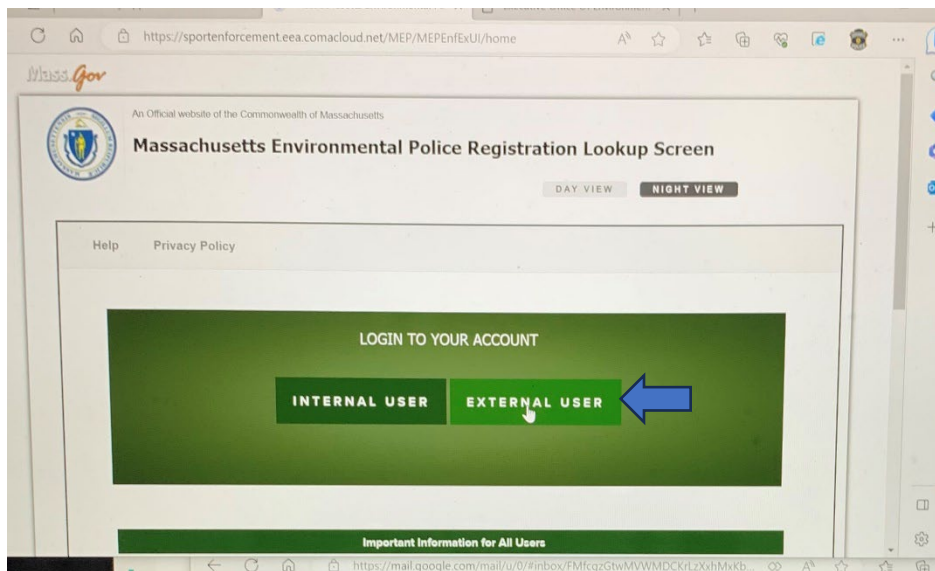 https://sportenforcement.eea.comacloud.net/MEP/MEPEnfExUI/home
Mass.Gov
An Official website of the Commonwealth of Massachusetts
Massachusetts Environmental Police Registration Lookup Screen
DAY VIEW NIGHT VIEW
Help Privacy Policy
LOGIN TO YOUR ACCOUNT
INTERNAL USER EXTERNAL USER
Important Information for All Users